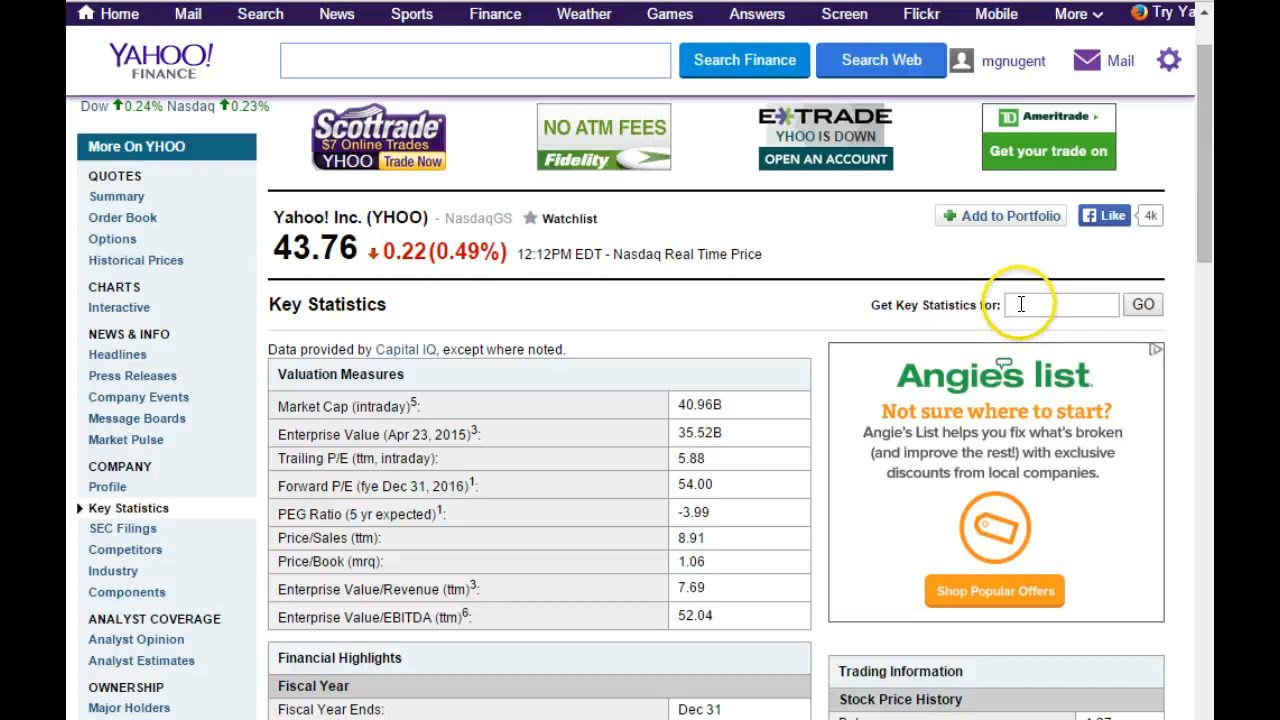 Home Mail Search News Sports Finance Weather Games Answers Screen Flickr Mobile More Try Ya
YAHOO!
FINANCE
Search Finance Search Web mgnugent Mail
Dow 0.24% Nasdaq 0.23%
Scottrade
$7 Online Trades
YHOO Trade Now
NO ATM FEES
Fidelity
E*TRADE
YHOO IS DOWN
OPEN AN ACCOUNT
TD Ameritrade
Get your trade on
More On YHOO
QUOTES
Summary
Order Book
Options
Historical Prices
CHARTS
Interactive
NEWS & INFO
Headlines
Press Releases
Company Events
Message Boards
Market Pulse
COMPANY
Profile
Key Statistics
SEC Filings
Competitors
Industry
Components
ANALYST COVERAGE
Analyst Opinion
Analyst Estimates
OWNERSHIP
Major Holders
Yahoo! Inc. (YHOO) - NasdaqGS Watchlist
Add to Portfolio Like 4k
43.76 0.22(0.49%) 12:12PM EDT - Nasdaq Real Time Price
Key Statistics
Get Key Statistics for: GO
Data provided by Capital IQ, except where noted.
Valuation Measures
Market Cap (intraday)5: 40.96B
Enterprise Value (Apr 23, 2015)3: 35.52B
Trailing P/E (ttm, intraday): 5.88
Forward P/E (fye Dec 31, 2016)1: 54.00
PEG Ratio (5 yr expected)1: -3.99
Price/Sales (ttm): 8.91
Price/Book (mrq): 1.06
Enterprise Value/Revenue (ttm)3: 7.69
Enterprise Value/EBITDA (ttm)6: 52.04
Financial Highlights
Fiscal Year
Fiscal Year Ends: Dec 31
Angie's list.
Not sure where to start?
Angie's List helps you fix what's broken
(and improve the rest!) with exclusive
discounts from local companies.
Shop Popular Offers
Trading Information
Stock Price History